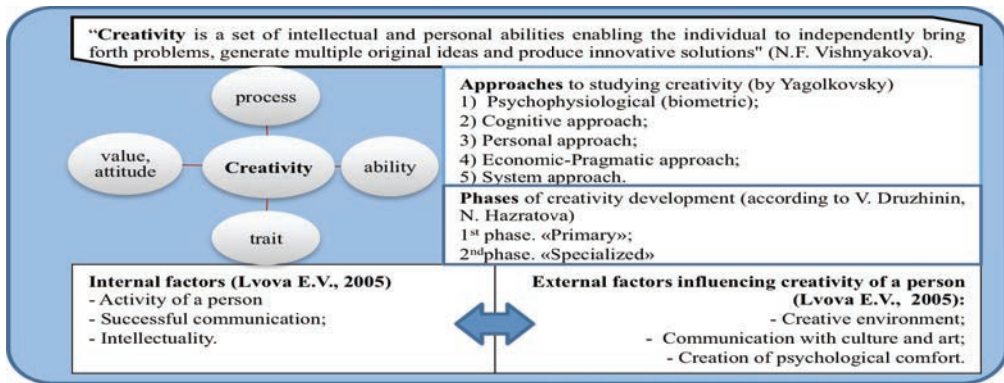 “Creativity is a set of intellectual and personal abilities enabling the individual to independently bring
forth problems, generate multiple original ideas and produce innovative solutions" (N.F. Vishnyakova).
process
value,
attitude
Creativity
ability
trait
Approaches to studying creativity (by Yagolkovsky)
1) Psychophysiological (biometric);
2) Cognitive approach;
3) Personal approach;
4) Economic-Pragmatic approach;
5) System approach.
Phases of creativity development (according to V. Druzhinin,
N. Hazratova)
1st phase. «Primary»;
2ndphase. «Specialized»
Internal factors (Lvova E.V., 2005)
- Activity of a person
- Successful communication;
- Intellectuality.
External factors influencing creativity of a person
(Lvova E.V., 2005):
- Creative environment;
- Communication with culture and art;
- Creation of psychological comfort.